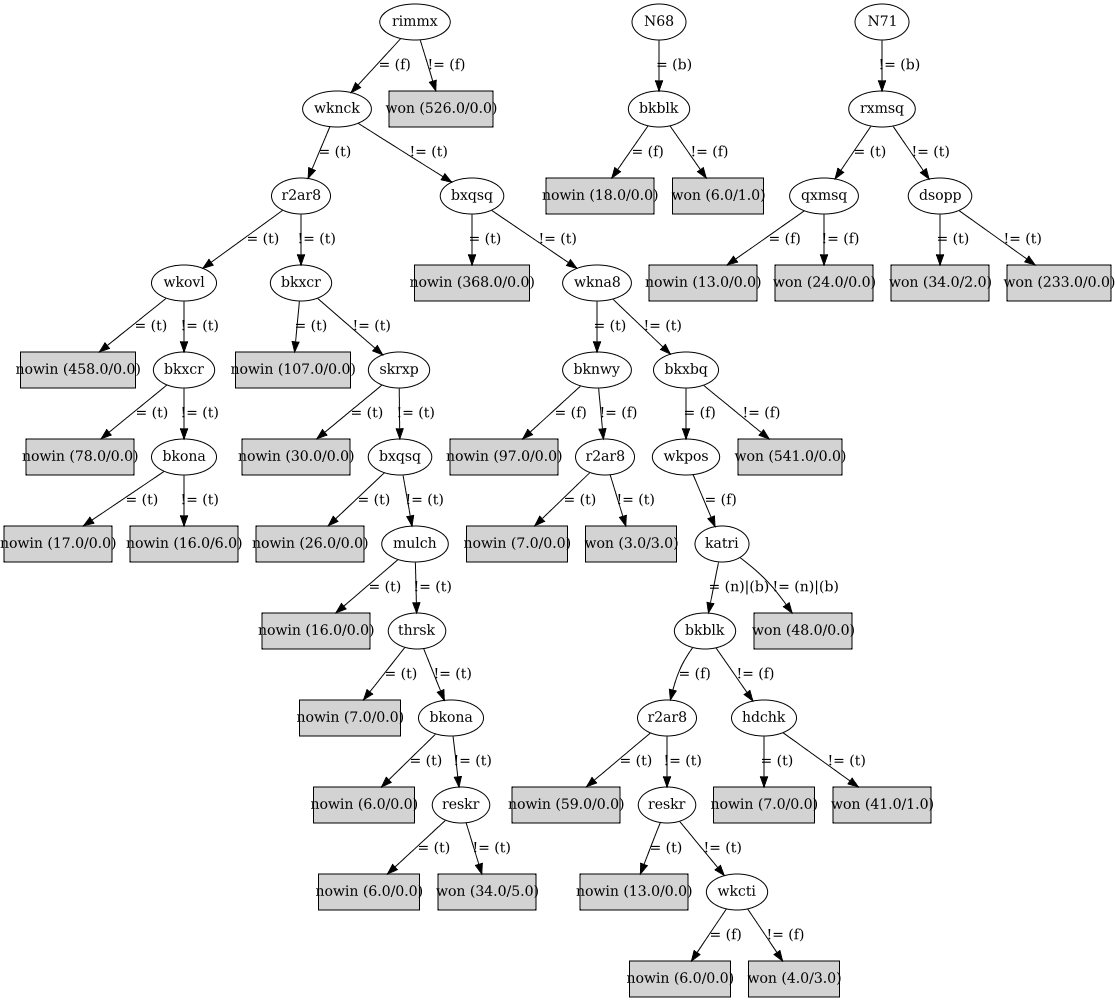 rimmx N68 N71
= (f) != (f) = (b) != (b)
wknck won (526.0/0.0) bkblk rxmsq
= (t) != (t) = (f) != (f) = (t) != (t)
r2ar8 bxqsq nowin (18.0/0.0) won (6.0/1.0) qxmsq dsopp
= (t) != (t) = (t) != (t) = (f) != (f) = (t) != (t)
wkovl bkxcr nowin (368.0/0.0) wkna8 nowin (13.0/0.0) won (24.0/0.0) won (34.0/2.0) won (233.0/0.0)
= (t) != (t) = (t) != (t) = (t) != (t)
nowin (458.0/0.0) bkxcr nowin (107.0/0.0) skrxp bknwy bkxbq
= (t) != (t) = (t) != (t) = (f) != (f) = (f) != (f)
nowin (78.0/0.0) bkona nowin (30.0/0.0) bxqsq nowin (97.0/0.0) r2ar8 wkpos won (541.0/0.0)
= (t) != (t) = (t) != (t) = (t) != (t) = (f)
nowin (17.0/0.0) nowin (16.0/6.0) nowin (26.0/0.0) mulch nowin (7.0/0.0) won (3.0/3.0) katri
= (t) != (t) = (n)|(b) != (n)|(b)
nowin (16.0/0.0) thrsk bkblk won (48.0/0.0)
= (t) != (t) = (f) != (f)
nowin (7.0/0.0) bkona r2ar8 hdchk
= (t) != (t) = (t) != (t) = (t) != (t)
nowin (6.0/0.0) reskr nowin (59.0/0.0) reskr nowin (7.0/0.0) won (41.0/1.0)
= (t) != (t) = (t) != (t)
nowin (6.0/0.0) won (34.0/5.0) nowin (13.0/0.0) wkcti
= (f) != (f)
nowin (6.0/0.0) won (4.0/3.0)